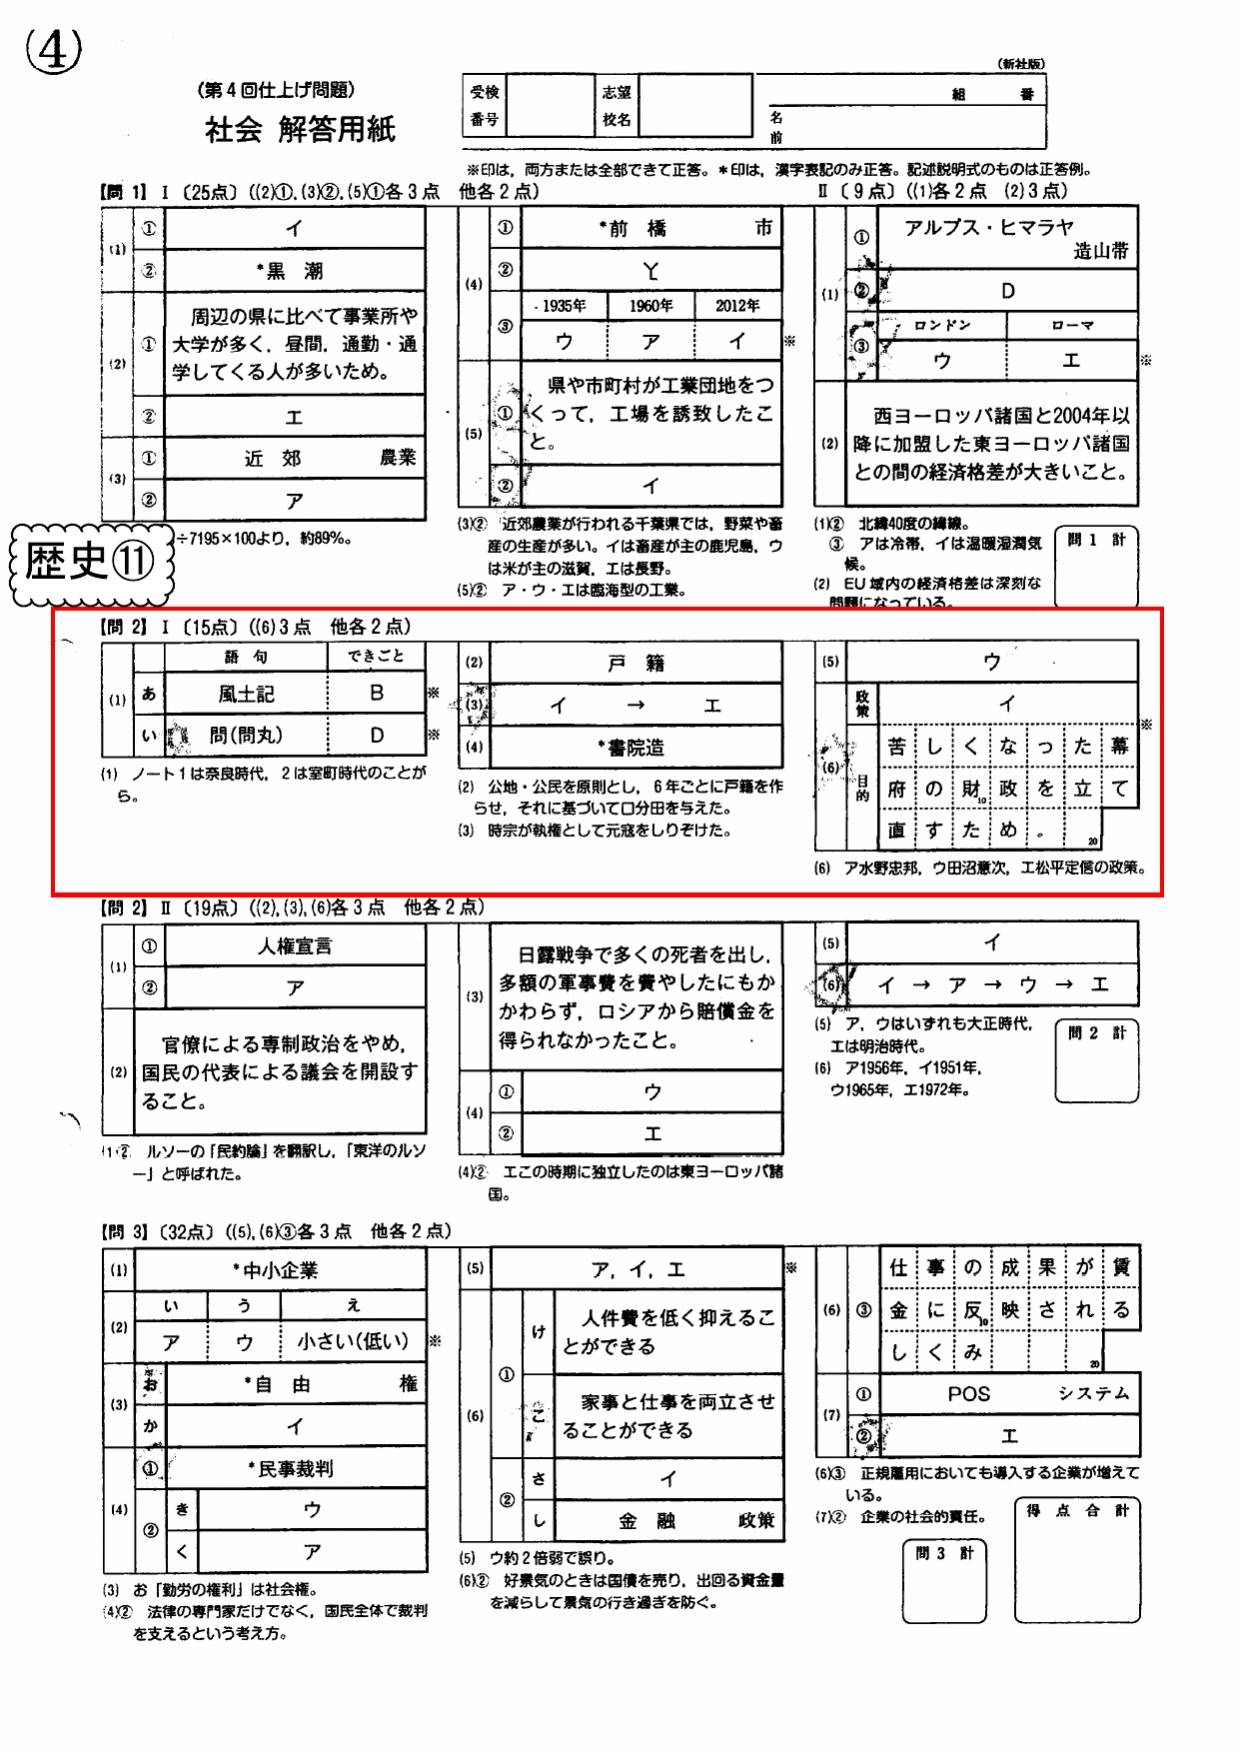 (4)
(新社版)
(第4回仕上げ問題)
社会 解答用紙
受検番号
志望校名
組 番
名前
※印は，両方または全部できて正答。＊印は，漢字表記のみ正答。記述説明式のものは正答例。
【問 1】 Ⅰ 〔25点〕((2)①,(3)②,(5)①各3点 他各2点)
(1) ① イ
② *黒 潮
(2) ① 周辺の県に比べて事業所や
大学が多く，昼間，通勤・通
学してくる人が多いため。
② エ
(3) ① 近 郊 農業
② ア
÷7195×100より，約89%。
(4) ① *前 橋 市
② Y
③ 1935年 1960年 2012年
ウ ア イ ※
(5) ① 県や市町村が工業団地をつ
くって，工場を誘致したこ
と。
② イ
(3)② 近郊農業が行われる千葉県では，野菜や畜
産の生産が多い。イは畜産が主の鹿児島，ウ
は米が主の滋賀，エは長野。
(5)② ア・ウ・エは臨海型の工業。
Ⅱ 〔9点〕((1)各2点 (2)3点)
(1) ① アルプス・ヒマラヤ
造山帯
② D
③ ロンドン ローマ
ウ エ ※
(2) 西ヨーロッパ諸国と2004年以
降に加盟した東ヨーロッパ諸国
との間の経済格差が大きいこと。
(1)② 北緯40度の緯線。
③ アは冷帯，イは温暖湿潤気
候。
(2) EU域内の経済格差は深刻な
問題になっている。
問1 計
歴史⑪
【問 2】 Ⅰ 〔15点〕((6)3点 他各2点)
語 句 できごと
(1) あ 風土記 B ※
い 問(問丸) D ※
(1) ノート1は奈良時代，2は室町時代のことが
ら。
(2) 戸 籍
(3) イ → エ
(4) *書院造
(2) 公地・公民を原則とし，6年ごとに戸籍を作
らせ，それに基づいて口分田を与えた。
(3) 時宗が執権として元寇をしりぞけた。
(5) ウ
(6) 政策 イ ※
目的 苦しくなった幕
府の財政を立て
10
直すため。
20
(6) ア水野忠邦，ウ田沼意次，エ松平定信の政策。
【問 2】 Ⅱ 〔19点〕((2),(3),(6)各3点 他各2点)
(1) ① 人権宣言
② ア
(2) 官僚による専制政治をやめ，
国民の代表による議会を開設す
ること。
(1)② ルソーの「民約論」を翻訳し，「東洋のルソ
ー」と呼ばれた。
(3) 日露戦争で多くの死者を出し，
多額の軍事費を費やしたにもか
かわらず，ロシアから賠償金を
得られなかったこと。
(4) ① ウ
② エ
(4)② エこの時期に独立したのは東ヨーロッパ諸
国。
(5) イ
(6) イ → ア → ウ → エ
(5) ア，ウはいずれも大正時代，
エは明治時代。
(6) ア1956年，イ1951年，
ウ1965年，エ1972年。
問2 計
【問 3】〔32点〕((5),(6)③各3点 他各2点)
(1) *中小企業
(2) い う え
ア ウ 小さい(低い) ※
(3) お *自 由 権
か イ
(4) ① *民事裁判
② き ウ
く ア
(3) お「勤労の権利」は社会権。
(4)② 法律の専門家だけでなく，国民全体で裁判
を支えるという考え方。
(5) ア，イ，エ ※
(6) ① け 人件費を低く抑えるこ
とができる
こ 家事と仕事を両立させ
ることができる
② さ イ
し 金 融 政策
(5) ウ約2倍弱で誤り。
(6)② 好景気のときは国債を売り，出回る資金量
を減らして景気の行き過ぎを防ぐ。
(6) ③ 仕事の成果が賃
金に反映される
10
しくみ
20
(7) ① POS システム
② エ
(6)③ 正規雇用においても導入する企業が増えて
いる。
(7)② 企業の社会的責任。
問3 計
得点合計